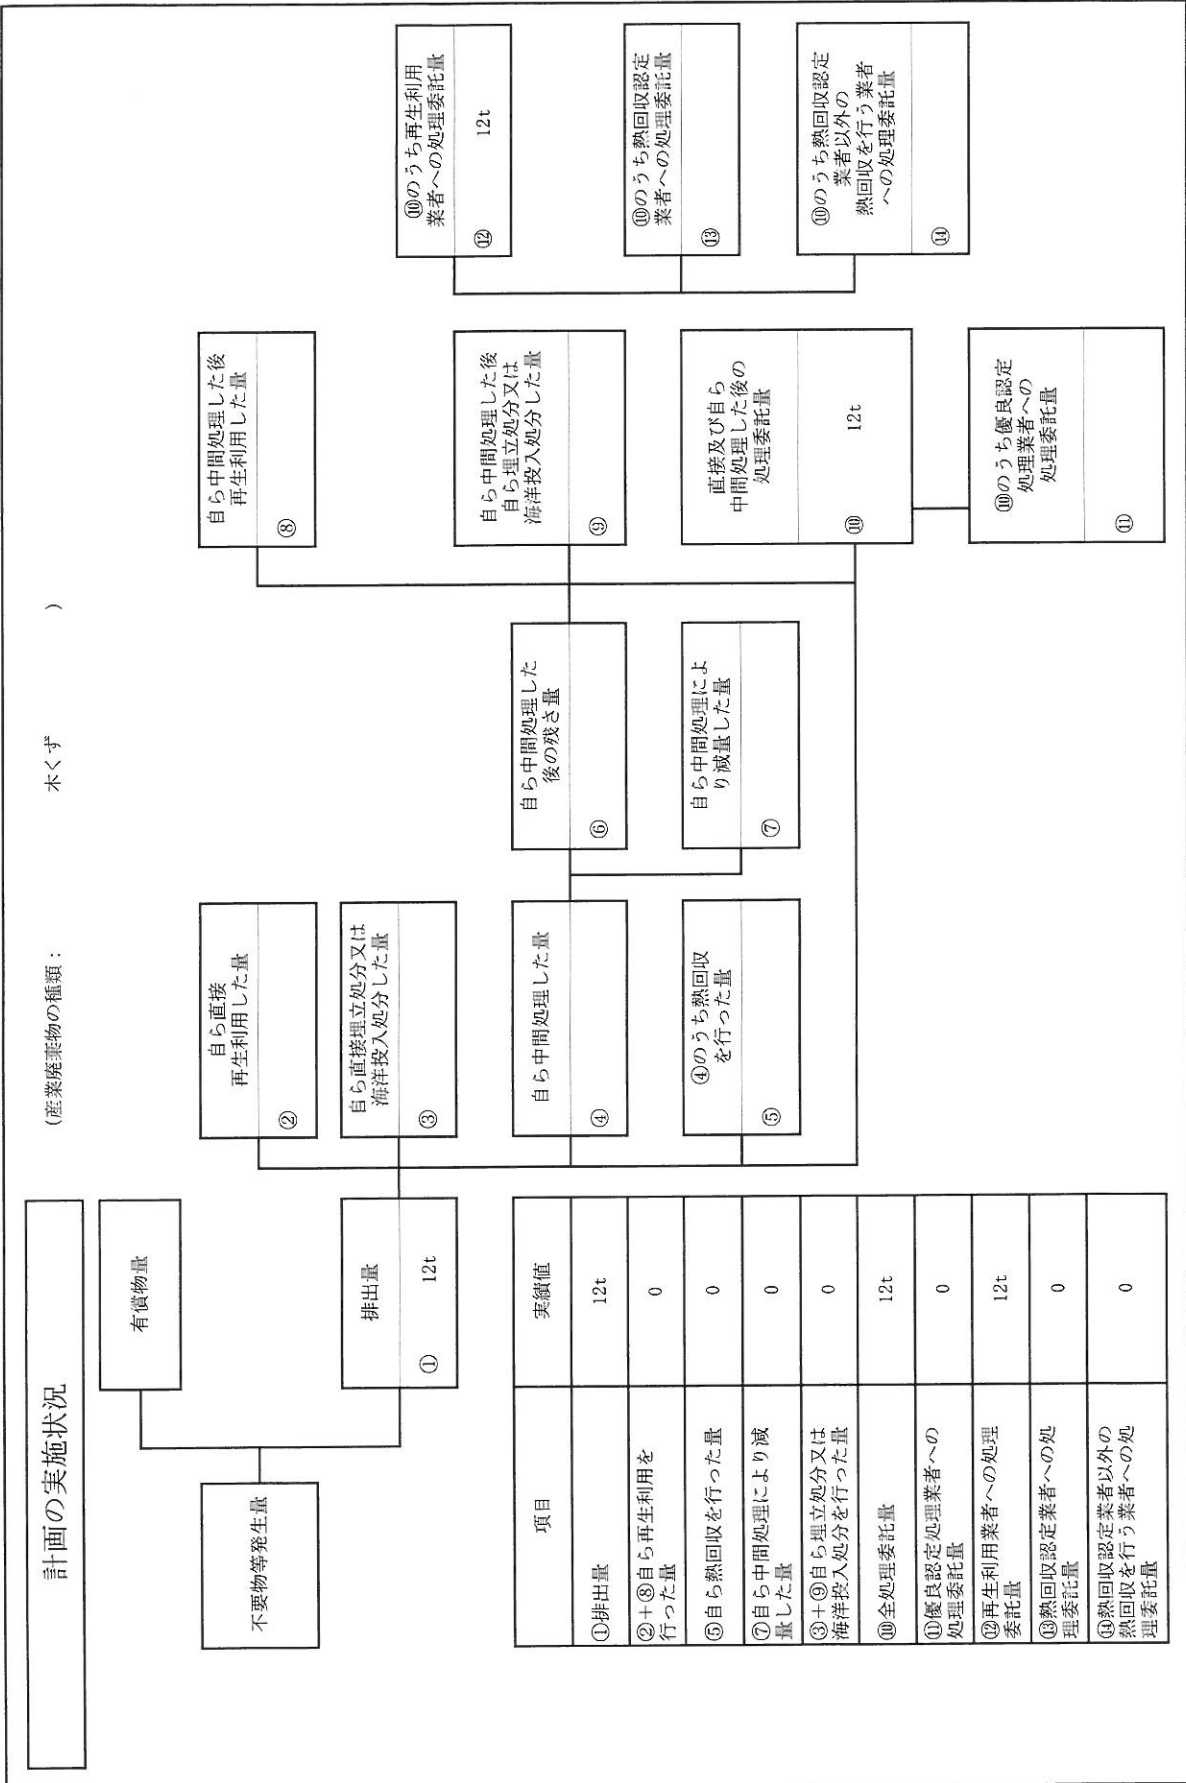 計画の実施状況
(産業廃棄物の種類：　木くず　)
不要物等発生量
有償物量
排出量
① 12t
自ら直接
再生利用した量
②
自ら直接埋立処分又は
海洋投入処分した量
③
自ら中間処理した量
④
④のうち熱回収
を行った量
⑤
自ら中間処理した
後の残さ量
⑥
自ら中間処理によ
り減量した量
⑦
自ら中間処理した後
再生利用した量
⑧
自ら中間処理した後
自ら埋立処分又は
海洋投入処分した量
⑨
直接及び自ら
中間処理した後の
処理委託量
⑩ 12t
⑩のうち優良認定
処理業者への
処理委託量
⑪
⑩のうち再生利用
業者への処理委託量
⑫ 12t
⑩のうち熱回収認定
業者への処理委託量
⑬
⑩のうち熱回収認定
業者以外の
熱回収を行う業者
への処理委託量
⑭
項目 実績値
①排出量 12t
②+⑧自ら再生利用を
行った量 0
⑤自ら熱回収を行った量 0
⑦自ら中間処理により減
量した量 0
③+⑨自ら埋立処分又は
海洋投入処分を行った量 0
⑩全処理委託量 12t
⑪優良認定処理業者への
処理委託量 0
⑫再生利用業者への処理
委託量 12t
⑬熱回収認定業者への処
理委託量 0
⑭熱回収認定業者以外の
熱回収を行う業者への処
理委託量 0